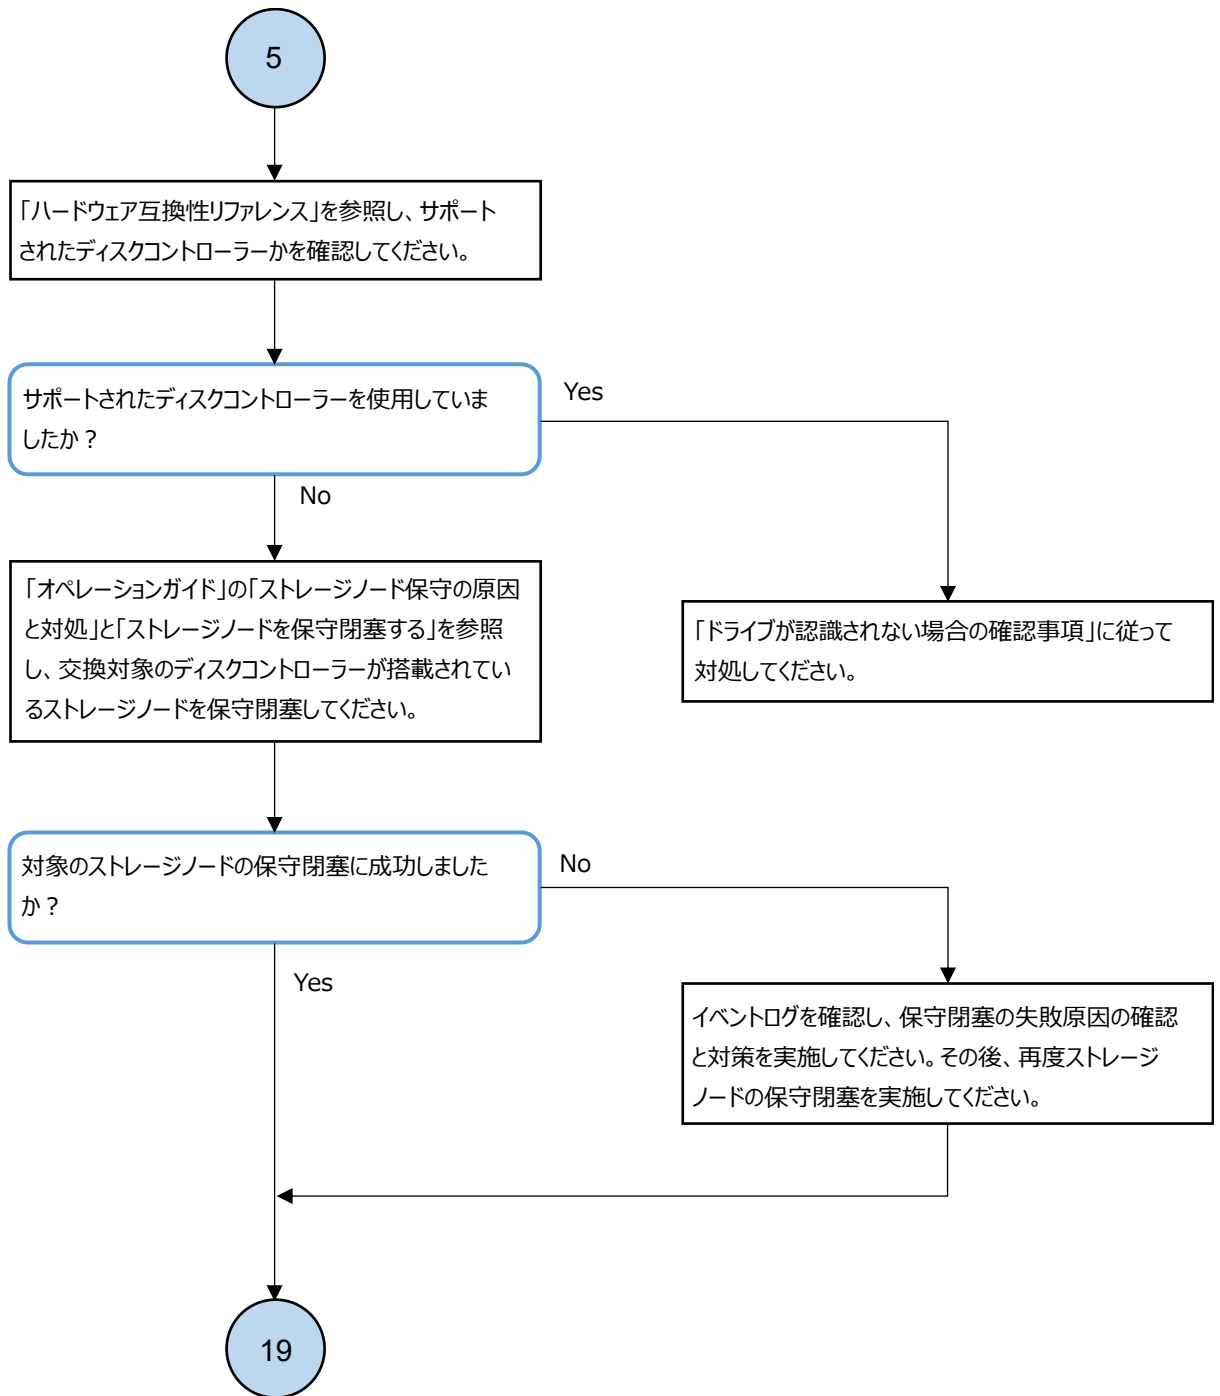 5
「ハードウェア互換性リファレンス」を参照し、サポート
されたディスクコントローラーかを確認してください。
サポートされたディスクコントローラーを使用していま
したか？
Yes
No
「オペレーションガイド」の「ストレージノード保守の原因
と対処」と「ストレージノードを保守閉塞する」を参照
し、交換対象のディスクコントローラーが搭載されてい
るストレージノードを保守閉塞してください。
「ドライブが認識されない場合の確認事項」に従って
対処してください。
対象のストレージノードの保守閉塞に成功しました
か？
No
Yes
イベントログを確認し、保守閉塞の失敗原因の確認
と対策を実施してください。その後、再度ストレージ
ノードの保守閉塞を実施してください。
19